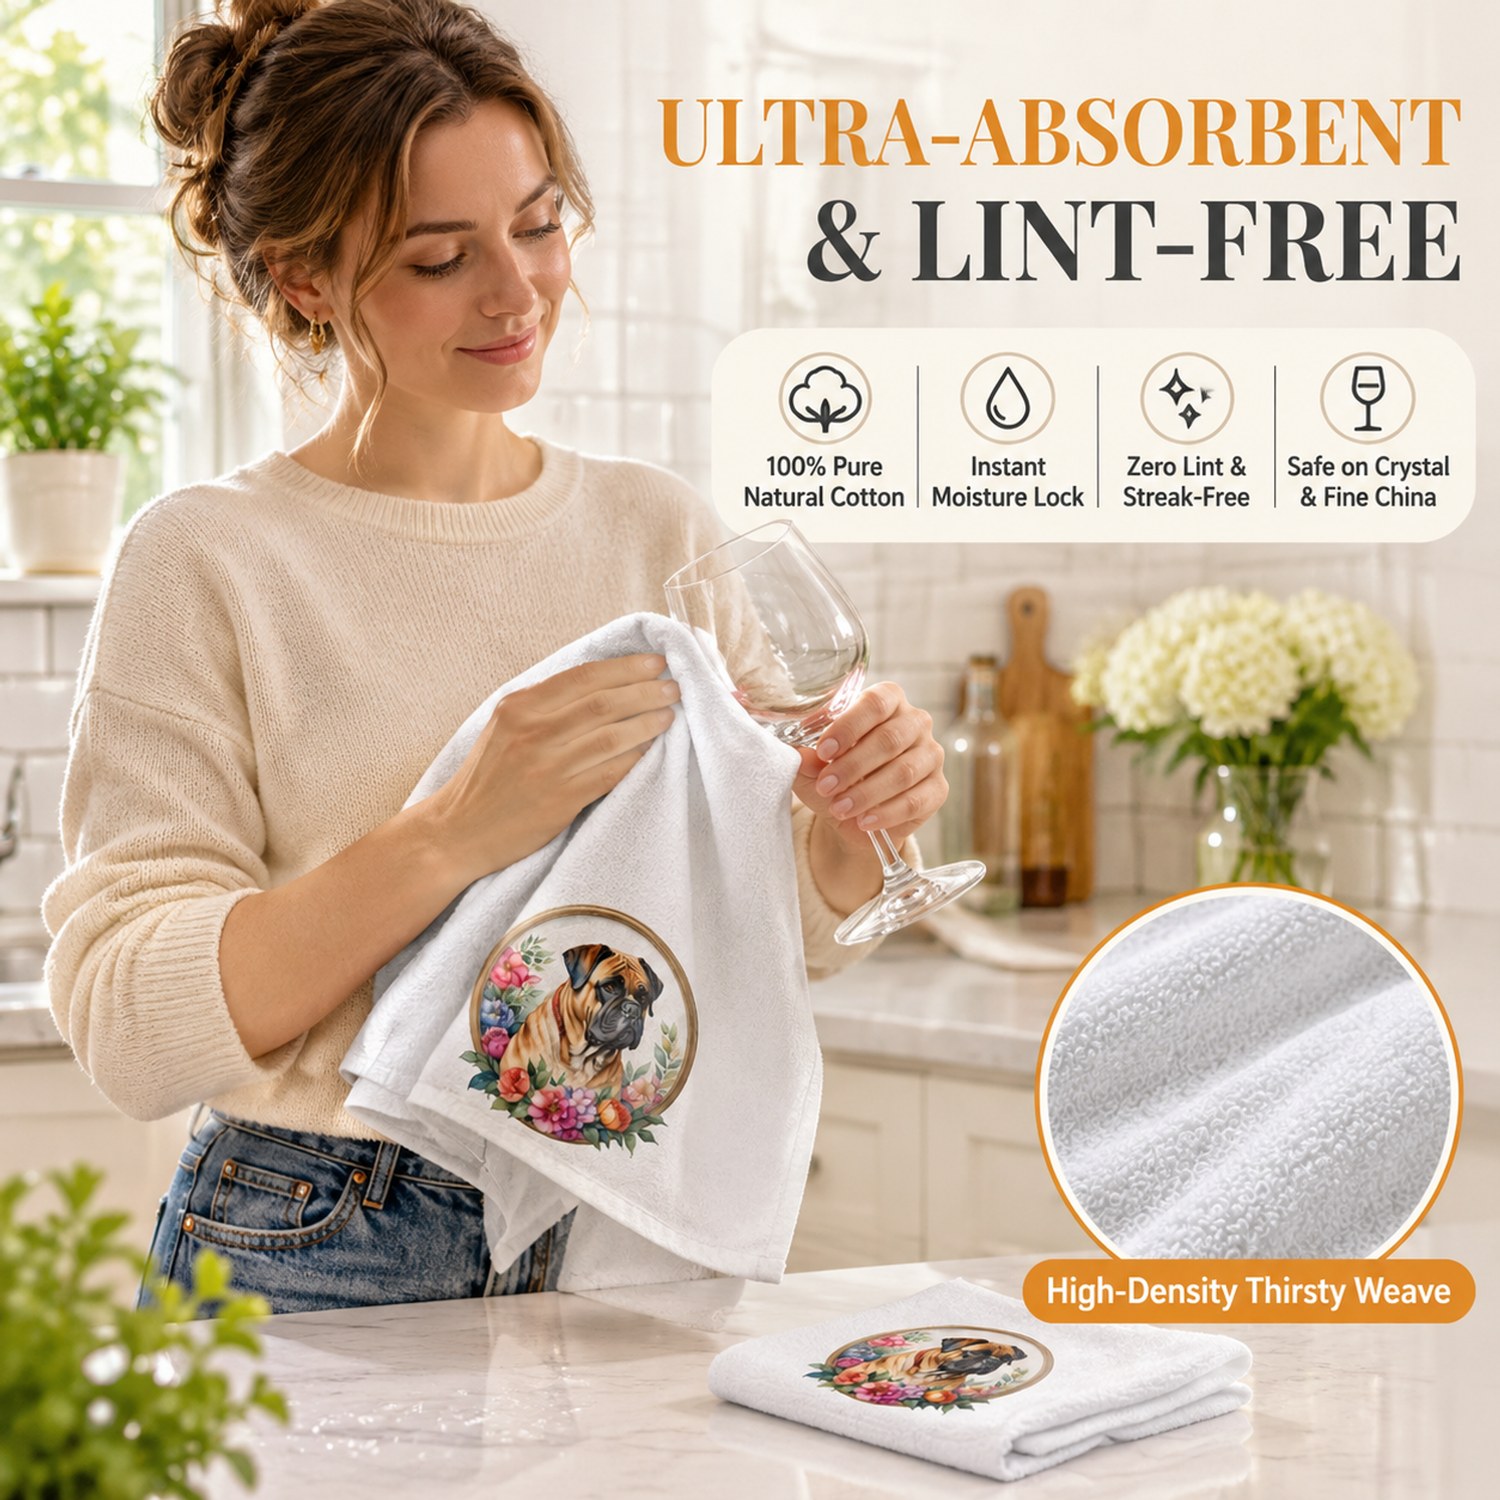 ULTRA-ABSORBENT
& LINT-FREE
100% Pure
Natural Cotton
Instant
Moisture Lock
Zero Lint &
Streak-Free
Safe on Crystal
& Fine China
High-Density Thirsty Weave